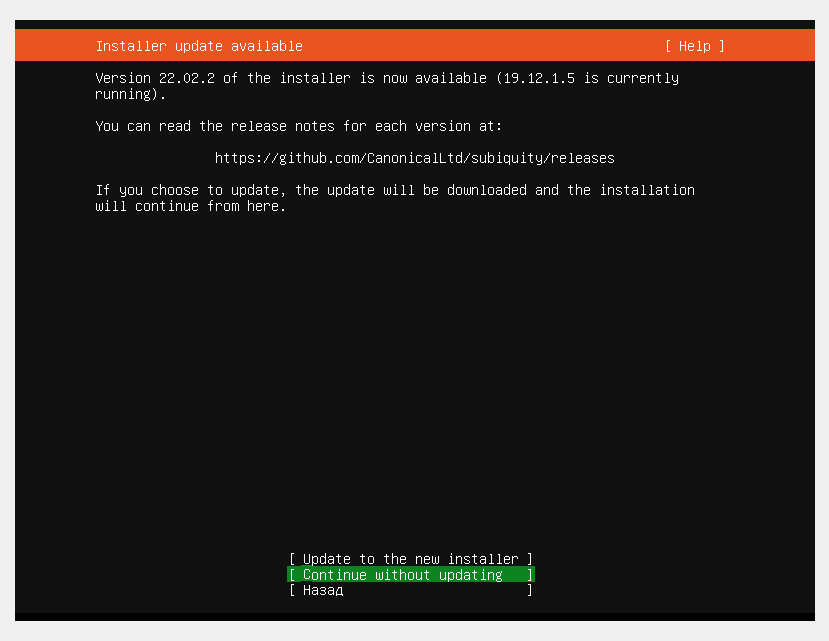 Installer update available [ Help ]
Version 22.02.2 of the installer is now available (19.12.1.5 is currently
running).
You can read the release notes for each version at:
https://github.com/CanonicalLtd/subiquity/releases
If you choose to update, the update will be downloaded and the installation
will continue from here.
[ Update to the new installer ]
[ Continue without updating ]
[ Назад ]